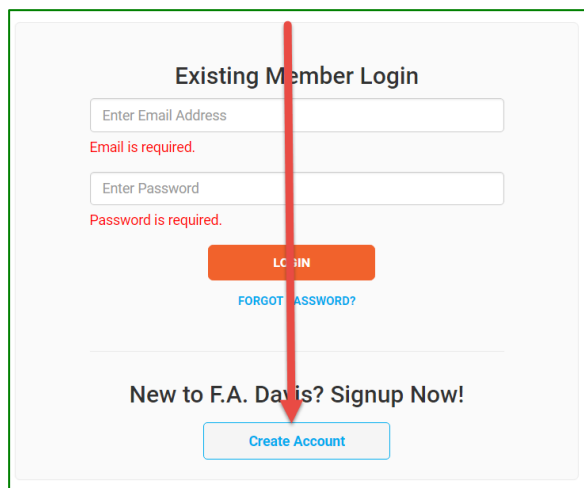 Existing Member Login
Enter Email Address
Email is required.
Enter Password
Password is required.
LOGIN
FORGOT PASSWORD?
New to F.A. Davis? Signup Now!
Create Account